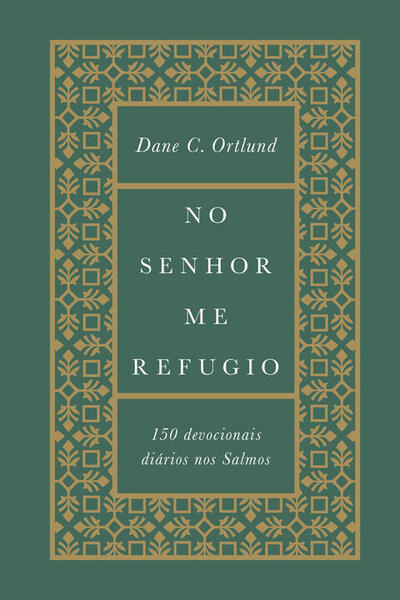 Dane C. Ortlund
NO
SENHOR
ME
REFUGIO
150 devocionais
diários nos Salmos